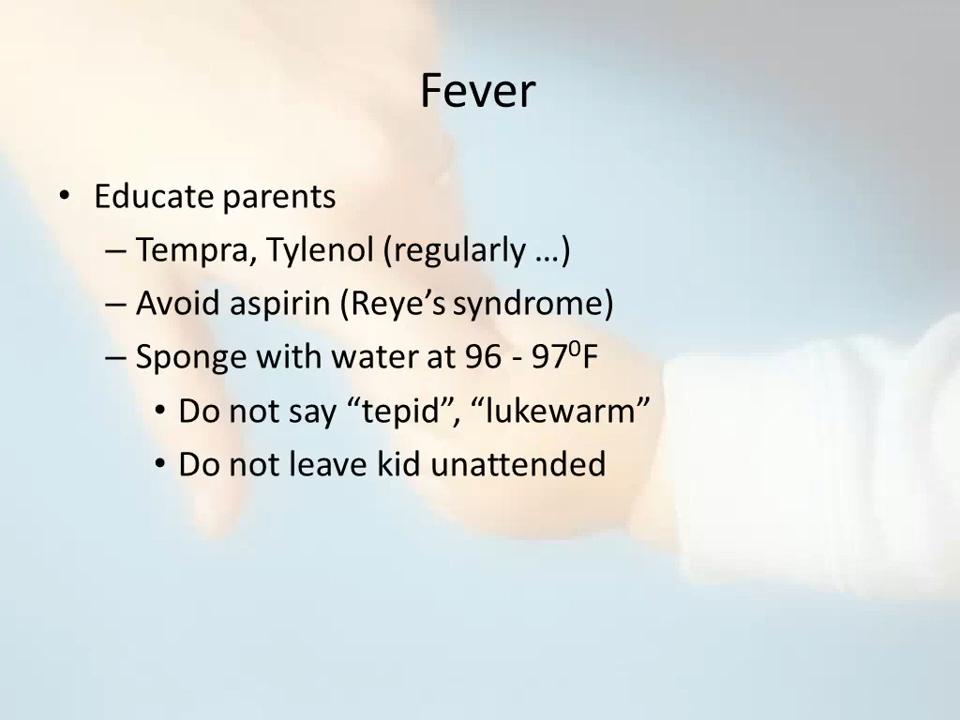 Fever
• Educate parents
– Tempra, Tylenol (regularly …)
– Avoid aspirin (Reye’s syndrome)
– Sponge with water at 96 - 97⁰F
• Do not say “tepid”, “lukewarm”
• Do not leave kid unattended